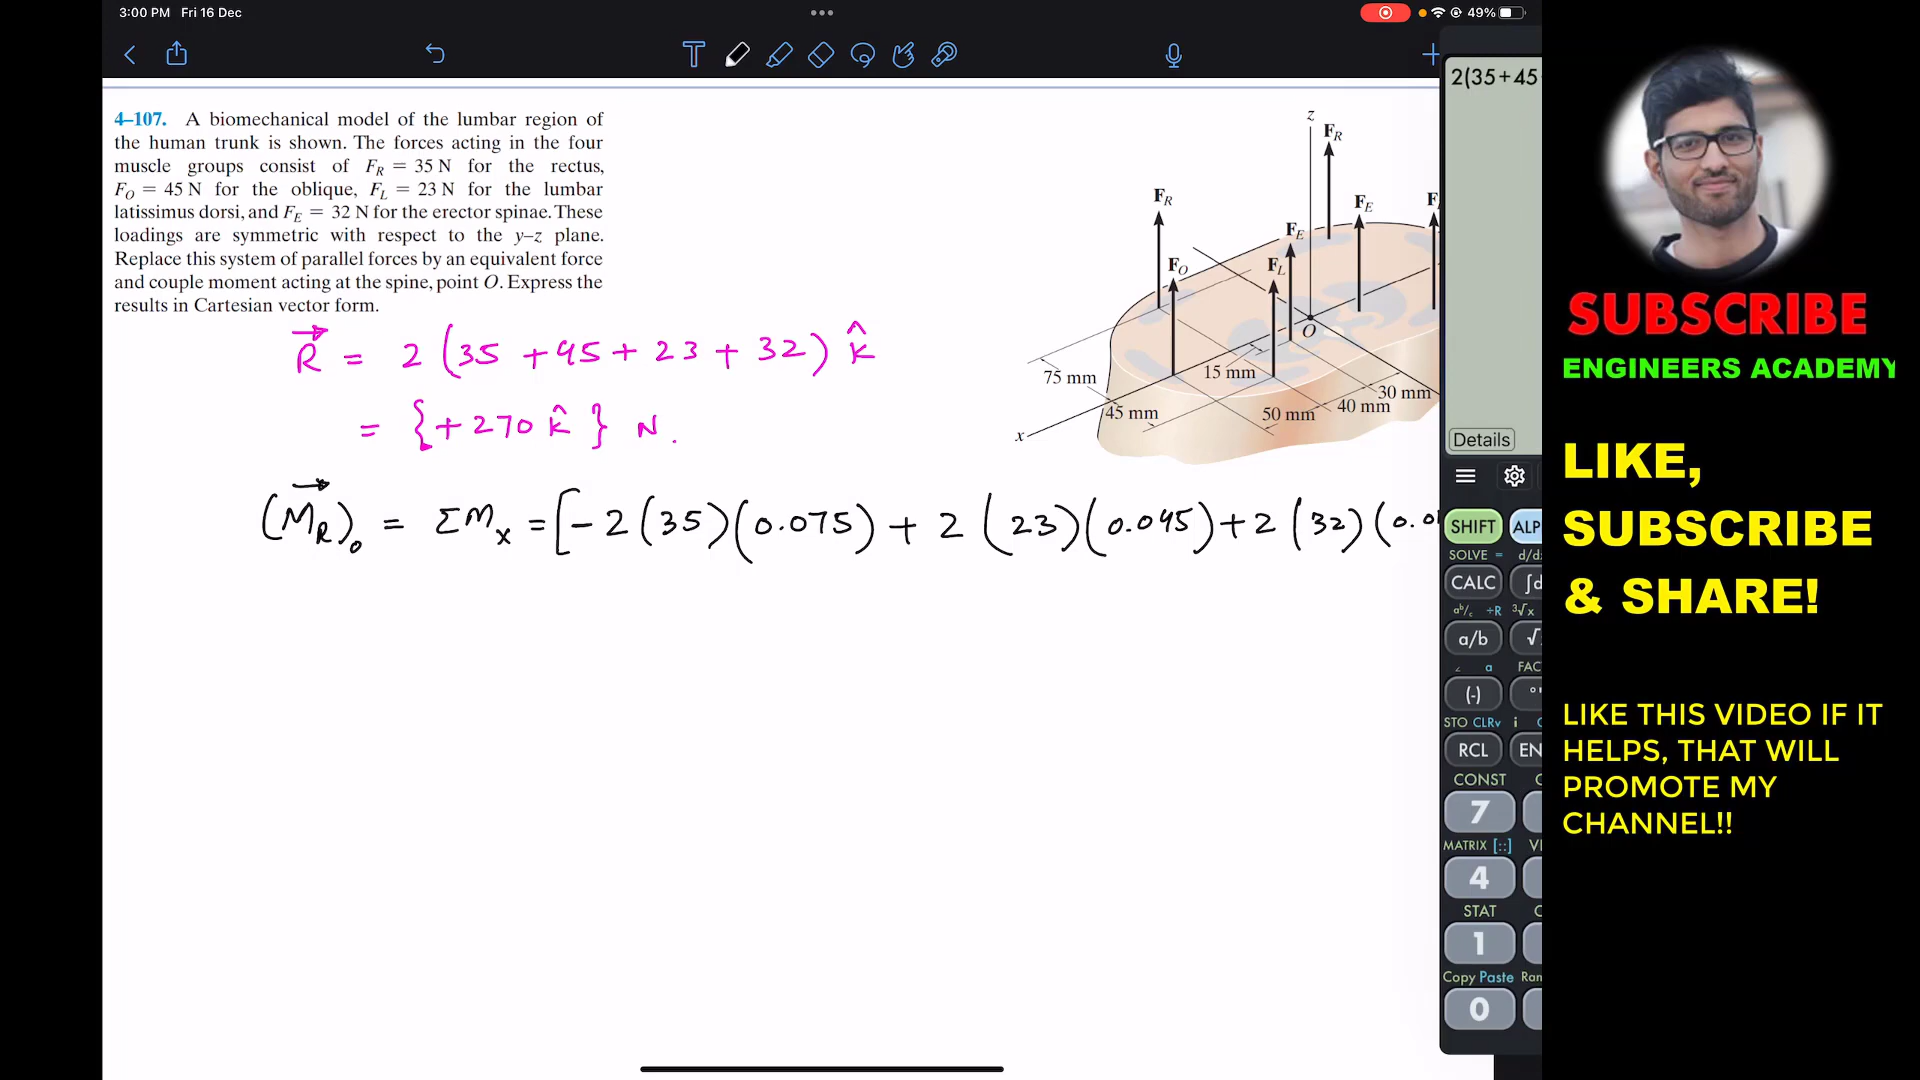 3:00 PM Fri 16 Dec
49%
2(35+45
4–107. A biomechanical model of the lumbar region of
the human trunk is shown. The forces acting in the four
muscle groups consist of F_R = 35 N for the rectus,
F_O = 45 N for the oblique, F_L = 23 N for the lumbar
latissimus dorsi, and F_E = 32 N for the erector spinae. These
loadings are symmetric with respect to the y–z plane.
Replace this system of parallel forces by an equivalent force
and couple moment acting at the spine, point O. Express the
results in Cartesian vector form.
z
F_R
F_R
F_E
F
F_E
F_O
F_L
O
75 mm
15 mm
30 mm
45 mm
50 mm
40 mm
x
R⃗ = 2 (35 + 45 + 23 + 32) k̂
= {+270 k̂} N.
(M⃗_R)_o = ΣM_x = [-2(35)(0.075) + 2(23)(0.045) + 2(32)(0.0
Details
SHIFT ALP
SOLVE = d/d
CALC ∫d
÷R ³√x
a/b √
∠ a FAC
(-) °
STO CLRv i
RCL EN
CONST
7
MATRIX [::]
4
STAT
1
Copy Paste Ran
0
SUBSCRIBE
ENGINEERS ACADEMY
LIKE,
SUBSCRIBE
& SHARE!
LIKE THIS VIDEO IF IT
HELPS, THAT WILL
PROMOTE MY
CHANNEL!!